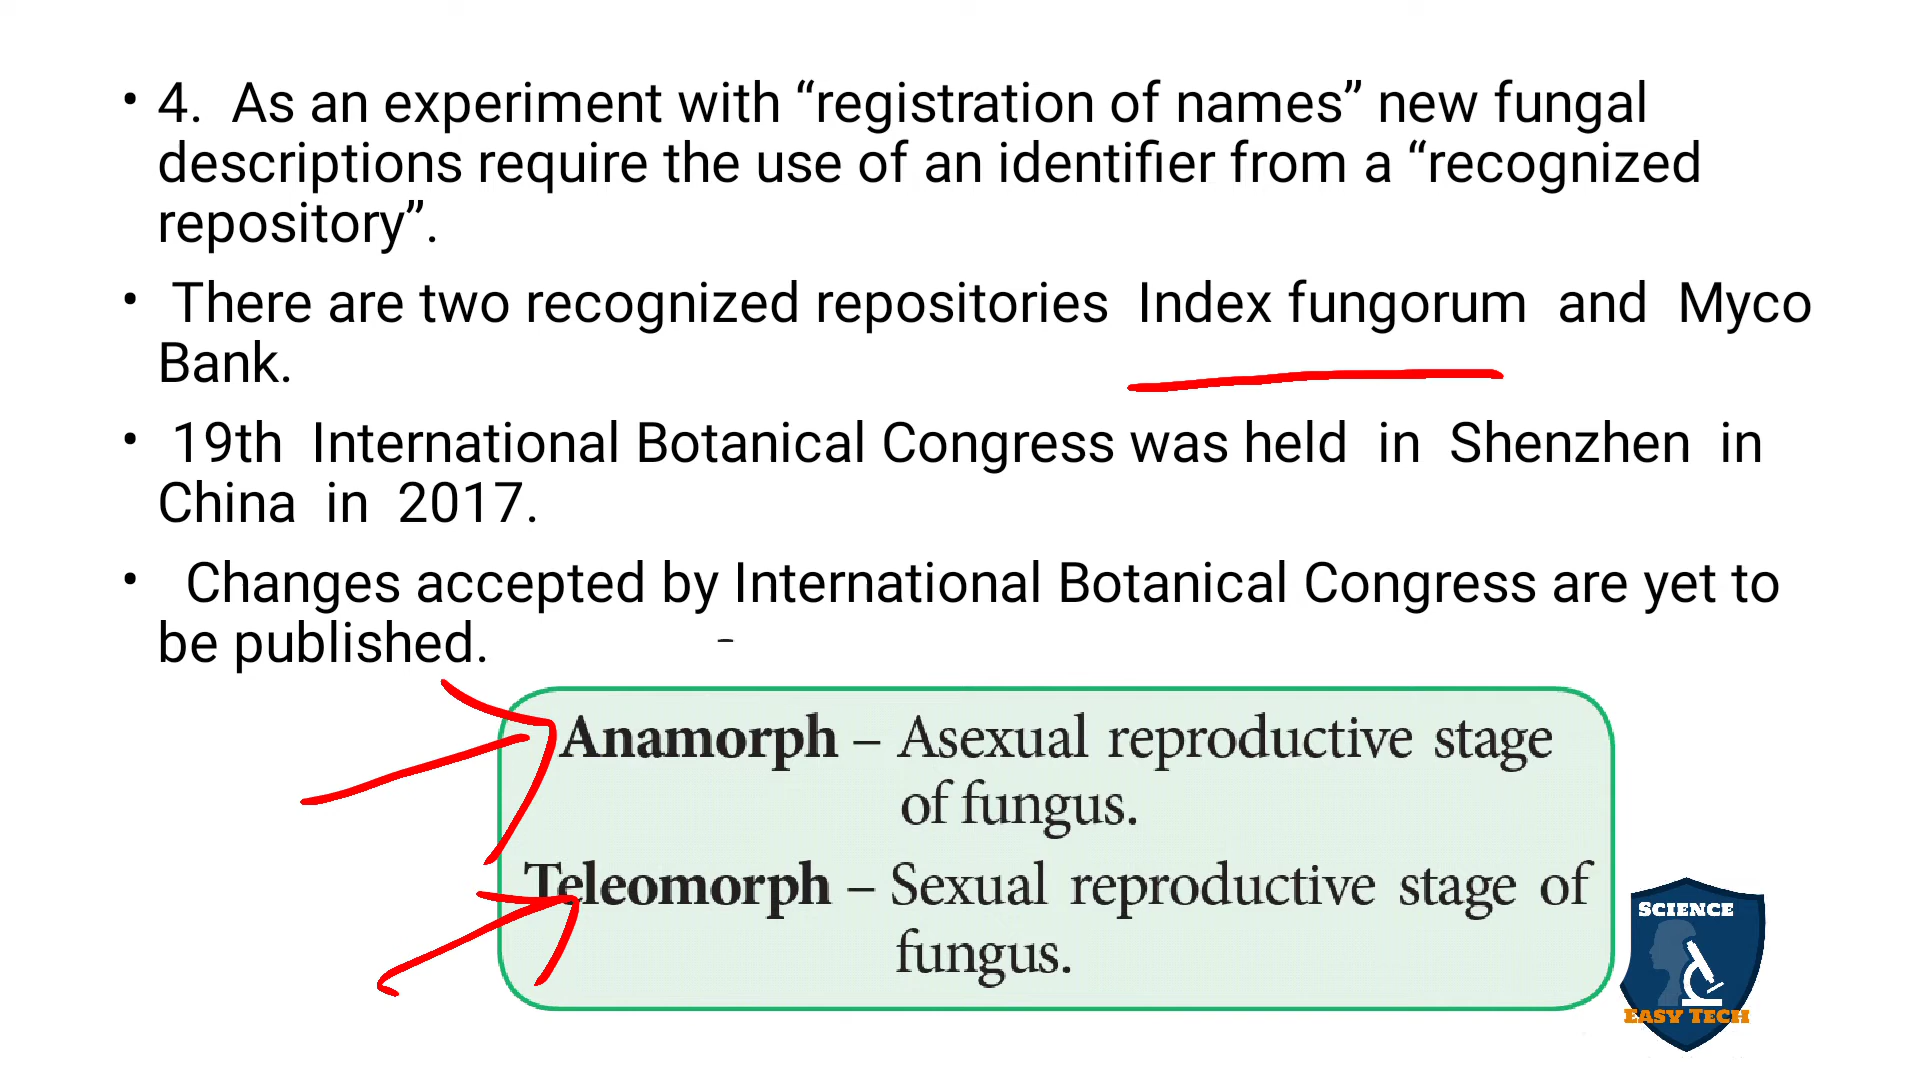 • 4. As an experiment with “registration of names” new fungal
descriptions require the use of an identifier from a “recognized
repository”.
• There are two recognized repositories Index fungorum and Myco
Bank.
• 19th International Botanical Congress was held in Shenzhen in
China in 2017.
• Changes accepted by International Botanical Congress are yet to
be published.
Anamorph – Asexual reproductive stage
of fungus.
Teleomorph – Sexual reproductive stage of
fungus.
SCIENCE
EASY TECH